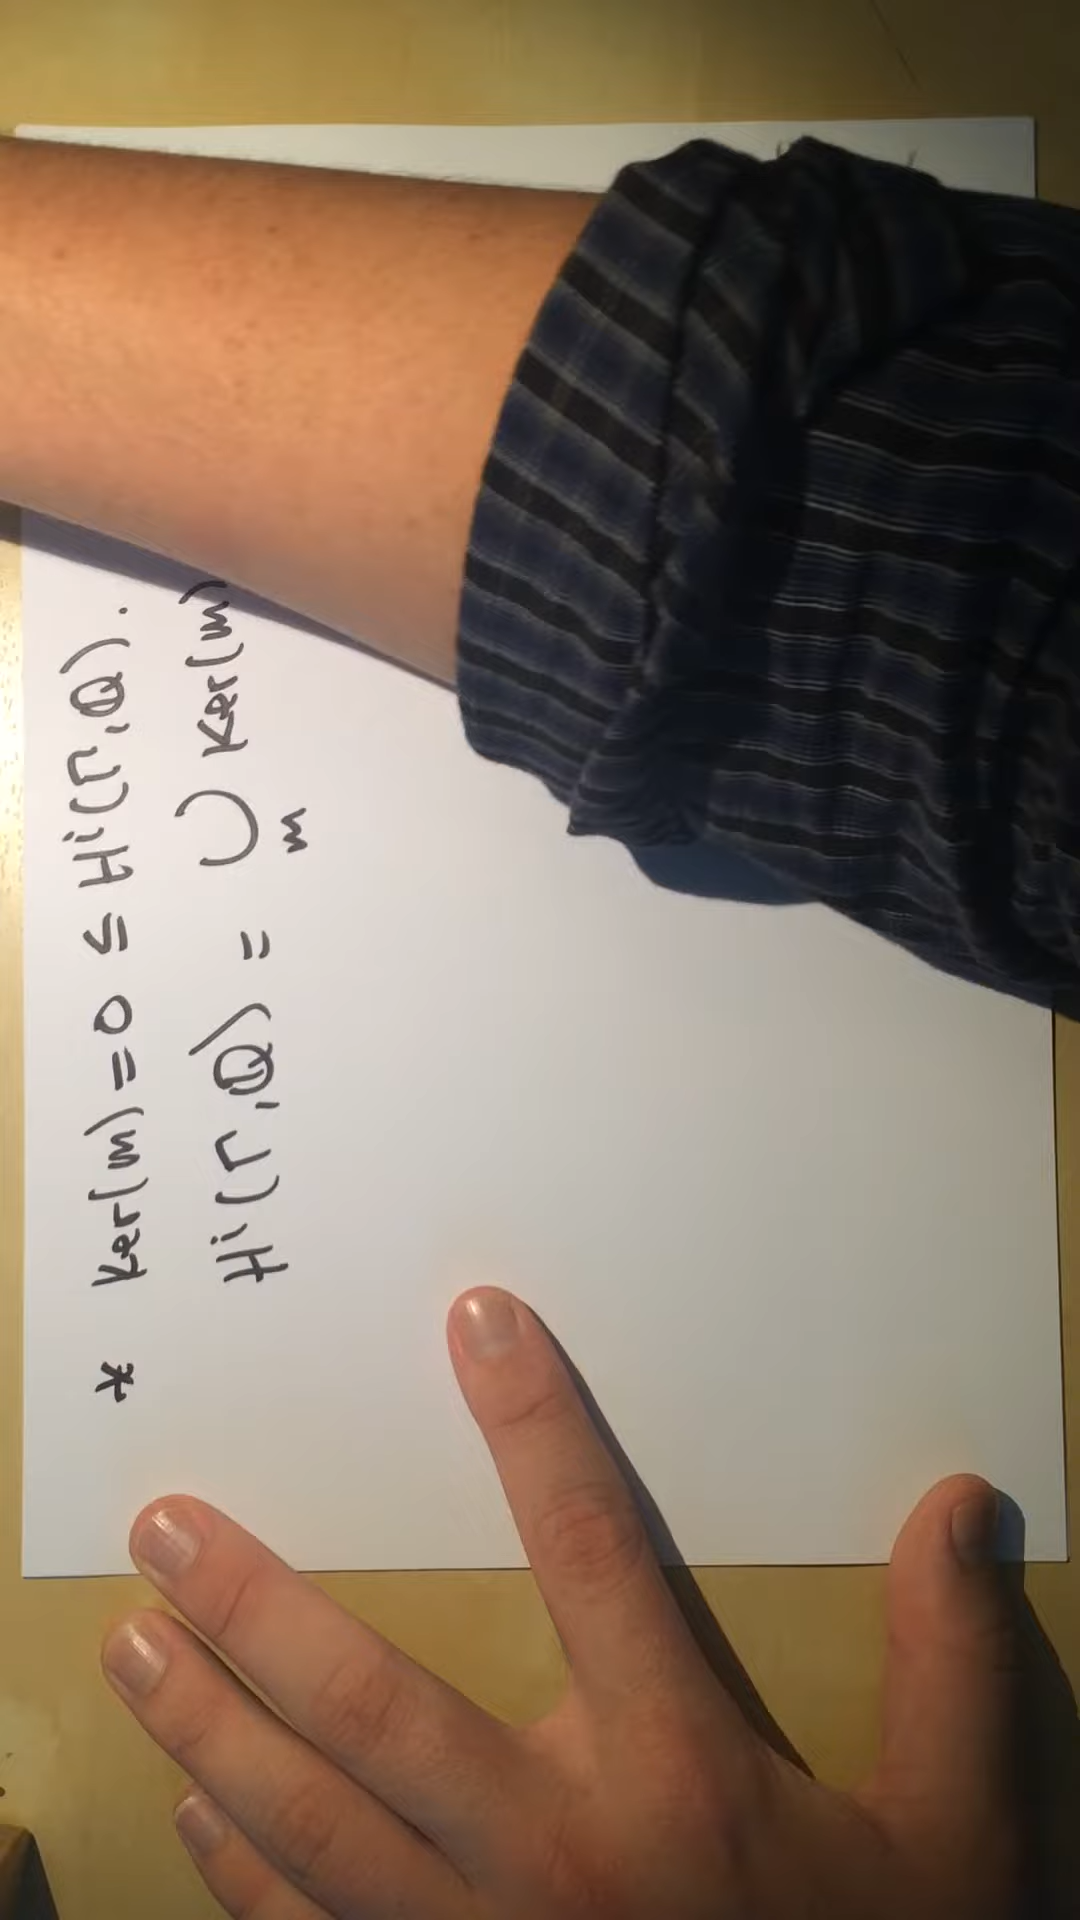 * Ker(m) = 0 ≤ Hⁱ(Γ, ℚ).
Hⁱ(Γ, ℚ) = ⋃ Ker(m)
m